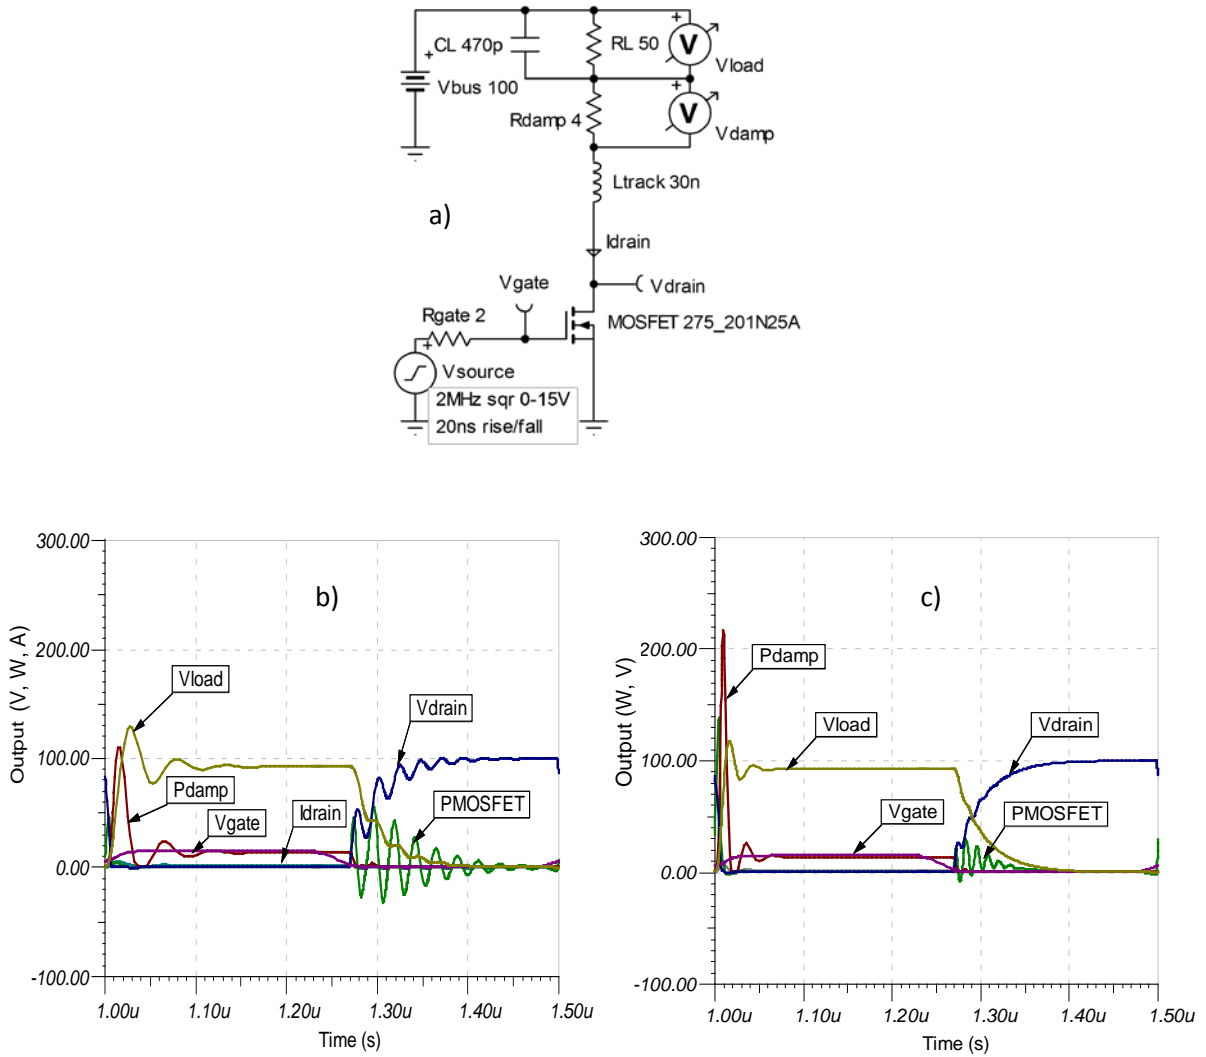 CL 470p
RL 50
V
Vload
Vbus 100
Rdamp 4
V
Vdamp
Ltrack 30n
a)
Idrain
Vgate
Vdrain
Rgate 2
MOSFET 275_201N25A
Vsource
2MHz sqr 0-15V
20ns rise/fall
b)
Output (V, W, A)
300.00
200.00
100.00
0.00
-100.00
Vload
Vdrain
Pdamp
Vgate
Idrain
PMOSFET
1.00u 1.10u 1.20u 1.30u 1.40u 1.50u
Time (s)
c)
Output (W, V)
300.00
200.00
100.00
0.00
-100.00
Pdamp
Vload
Vdrain
Vgate
PMOSFET
1.00u 1.10u 1.20u 1.30u 1.40u 1.50u
Time (s)